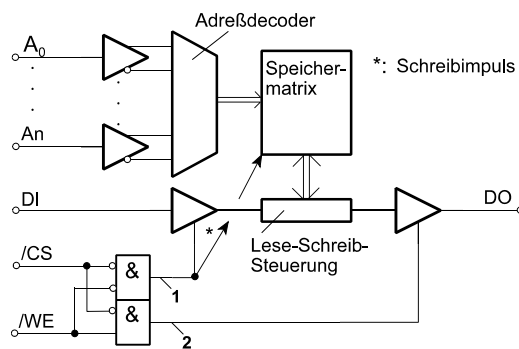 Adreßdecoder
A0
Speicher-
matrix
*: Schreibimpuls
An
DI
DO
*
Lese-Schreib-
Steuerung
/CS
&
1
/WE
&
2